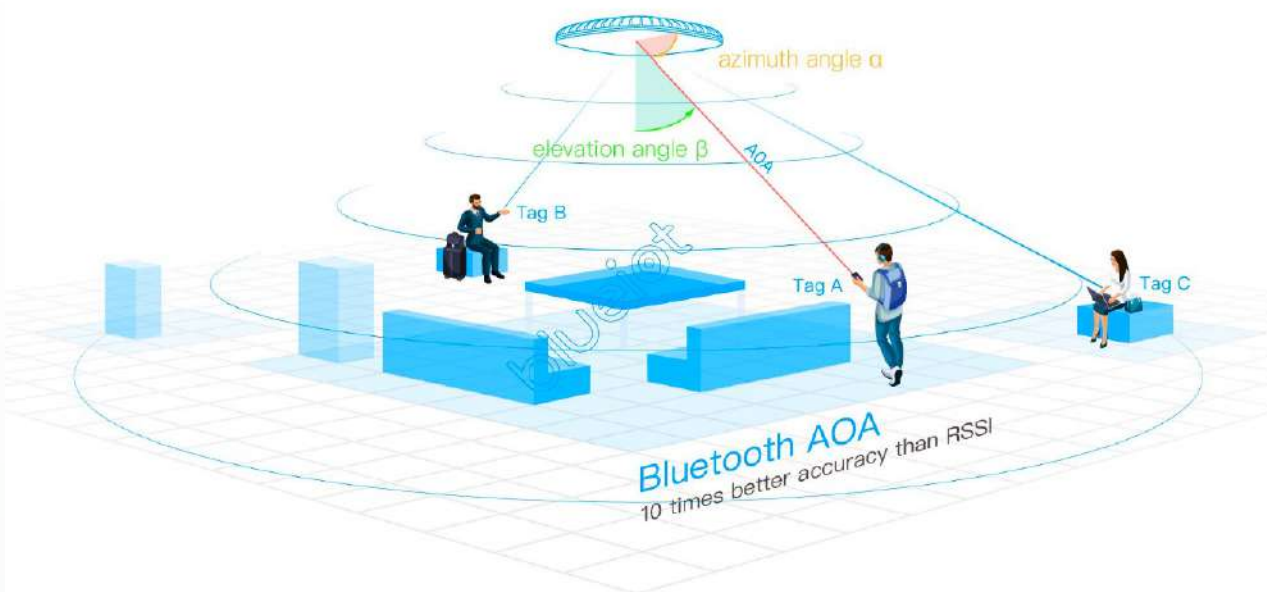 azimuth angle α
elevation angle β
AOA
Tag B
Tag A
Tag C
blueiot
Bluetooth AOA
10 times better accuracy than RSSI